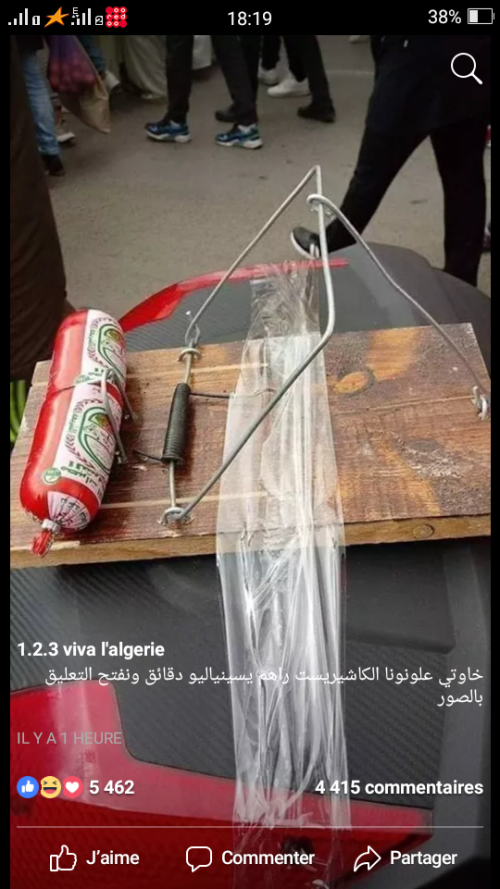 18:19
38%
1.2.3 viva l'algerie
خاوتي علونونا الكاشيريست راهم يسينياليو دقائق ونفتح التعليق
بالصور
IL Y A 1 HEURE
5 462
4 415 commentaires
J'aime
Commenter
Partager